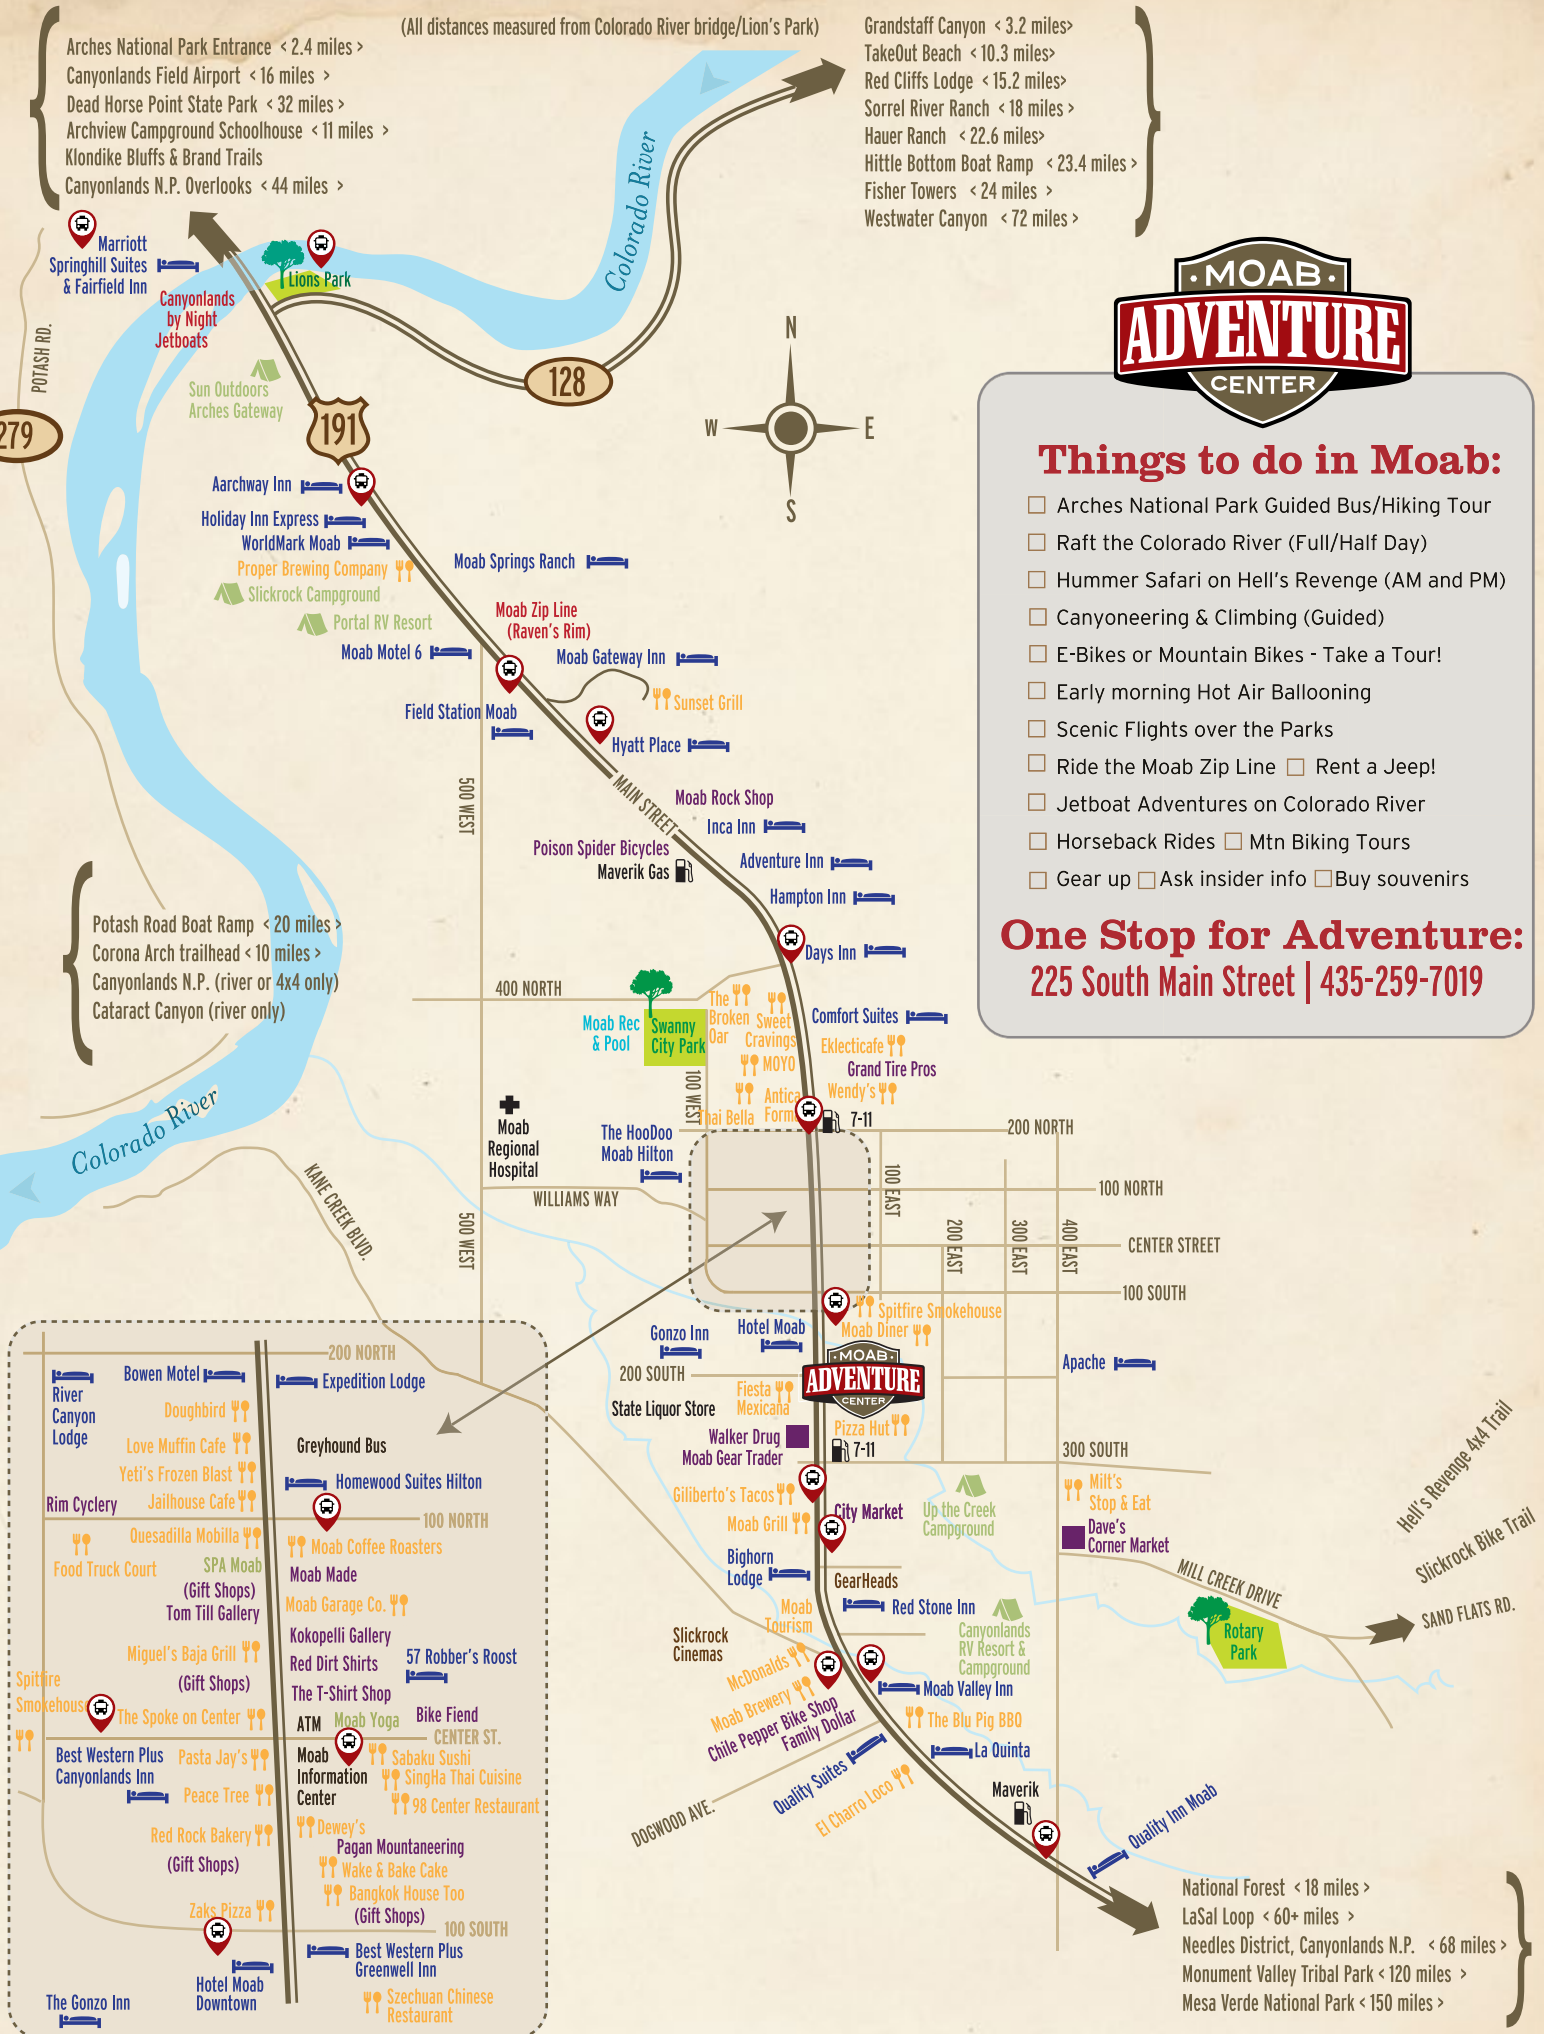 (All distances measured from Colorado River bridge/Lion's Park)
Arches National Park Entrance < 2.4 miles >
Canyonlands Field Airport < 16 miles >
Dead Horse Point State Park < 32 miles >
Archview Campground Schoolhouse < 11 miles >
Klondike Bluffs & Brand Trails
Canyonlands N.P. Overlooks < 44 miles >
Grandstaff Canyon < 3.2 miles>
TakeOut Beach < 10.3 miles>
Red Cliffs Lodge < 15.2 miles>
Sorrel River Ranch < 18 miles >
Hauer Ranch < 22.6 miles>
Hittle Bottom Boat Ramp < 23.4 miles >
Fisher Towers < 24 miles >
Westwater Canyon < 72 miles >
Colorado River
Marriott
Springhill Suites
& Fairfield Inn
Lions Park
Canyonlands
by Night
Jetboats
POTASH RD.
279
Sun Outdoors
Arches Gateway
191
128
N
W
E
S
MOAB
ADVENTURE
CENTER
Things to do in Moab:
Arches National Park Guided Bus/Hiking Tour
Raft the Colorado River (Full/Half Day)
Hummer Safari on Hell's Revenge (AM and PM)
Canyoneering & Climbing (Guided)
E-Bikes or Mountain Bikes - Take a Tour!
Early morning Hot Air Ballooning
Scenic Flights over the Parks
Ride the Moab Zip Line Rent a Jeep!
Jetboat Adventures on Colorado River
Horseback Rides Mtn Biking Tours
Gear up Ask insider info Buy souvenirs
One Stop for Adventure:
225 South Main Street | 435-259-7019
Aarchway Inn
Holiday Inn Express
WorldMark Moab
Proper Brewing Company
Slickrock Campground
Portal RV Resort
Moab Motel 6
Moab Springs Ranch
Moab Zip Line
(Raven's Rim)
Moab Gateway Inn
Sunset Grill
Field Station Moab
Hyatt Place
500 WEST
MAIN STREET
Moab Rock Shop
Inca Inn
Poison Spider Bicycles
Maverik Gas
Adventure Inn
Hampton Inn
Days Inn
Potash Road Boat Ramp < 20 miles >
Corona Arch trailhead < 10 miles >
Canyonlands N.P. (river or 4x4 only)
Cataract Canyon (river only)
400 NORTH
Moab Rec
& Pool
Swanny
City Park
The
Broken
Oar
Sweet
Cravings
MOYO
Thai Bella
Antica
Forma
Comfort Suites
Eklecticafe
Grand Tire Pros
Wendy's
7-11
100 WEST
200 NORTH
Colorado River
Moab
Regional
Hospital
The HooDoo
Moab Hilton
WILLIAMS WAY
KANE CREEK BLVD.
500 WEST
100 EAST
100 NORTH
200 EAST
300 EAST
400 EAST
CENTER STREET
100 SOUTH
Spitfire Smokehouse
Moab Diner
Gonzo Inn
Hotel Moab
200 SOUTH
MOAB
ADVENTURE
CENTER
Apache
Fiesta
Mexicana
State Liquor Store
Pizza Hut
Walker Drug
Moab Gear Trader
7-11
300 SOUTH
Giliberto's Tacos
Moab Grill
City Market
Up the Creek
Campground
Milt's
Stop & Eat
Dave's
Corner Market
Hell's Revenge 4x4 Trail
Slickrock Bike Trail
MILL CREEK DRIVE
SAND FLATS RD.
Rotary
Park
Bighorn
Lodge
GearHeads
Red Stone Inn
Moab
Tourism
Slickrock
Cinemas
Canyonlands
RV Resort &
Campground
McDonalds
Moab Brewery
Chile Pepper Bike Shop
Family Dollar
Moab Valley Inn
The Blu Pig BBQ
La Quinta
Quality Suites
El Charro Loco
DOGWOOD AVE.
Maverik
Quality Inn Moab
National Forest < 18 miles >
LaSal Loop < 60+ miles >
Needles District, Canyonlands N.P. < 68 miles >
Monument Valley Tribal Park < 120 miles >
Mesa Verde National Park < 150 miles >
200 NORTH
River
Canyon
Lodge
Bowen Motel
Expedition Lodge
Doughbird
Love Muffin Cafe
Greyhound Bus
Yeti's Frozen Blast
Homewood Suites Hilton
Rim Cyclery
Jailhouse Cafe
100 NORTH
Quesadilla Mobilla
Food Truck Court
Moab Coffee Roasters
SPA Moab
Moab Made
(Gift Shops)
Tom Till Gallery
Moab Garage Co.
Kokopelli Gallery
Miguel's Baja Grill
Red Dirt Shirts
57 Robber's Roost
(Gift Shops)
The T-Shirt Shop
Spitfire
Smokehouse
The Spoke on Center
ATM
Moab Yoga
Bike Fiend
CENTER ST.
Best Western Plus
Canyonlands Inn
Pasta Jay's
Moab
Information
Center
Sabaku Sushi
SingHa Thai Cuisine
Peace Tree
98 Center Restaurant
Red Rock Bakery
Dewey's
Pagan Mountaneering
(Gift Shops)
Wake & Bake Cake
Bangkok House Too
(Gift Shops)
Zaks Pizza
100 SOUTH
Best Western Plus
Greenwell Inn
Hotel Moab
Downtown
The Gonzo Inn
Szechuan Chinese
Restaurant